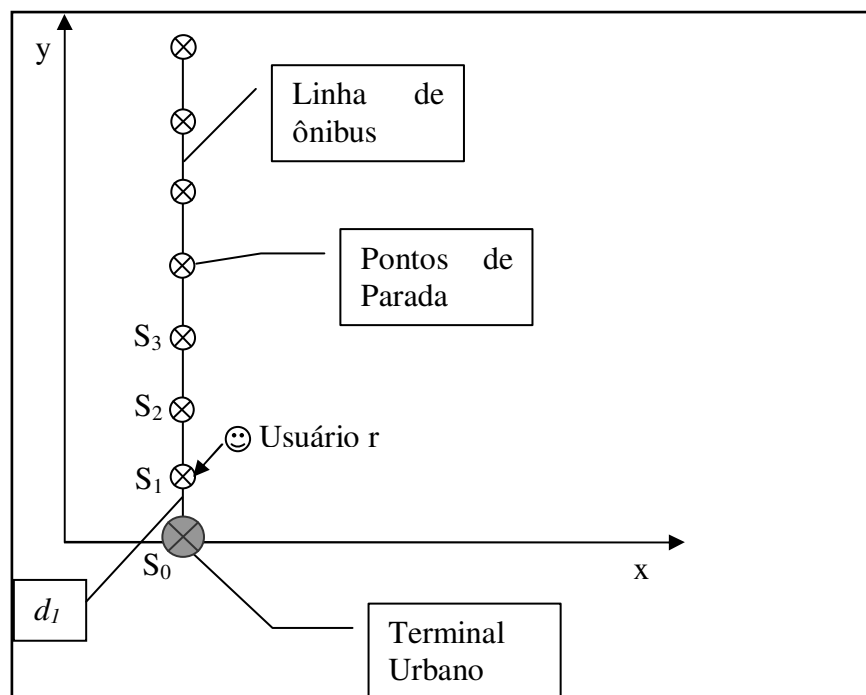 y
Linha de
ônibus
Pontos de
Parada
S₃
S₂
Usuário r
S₁
S₀
x
d₁
Terminal
Urbano